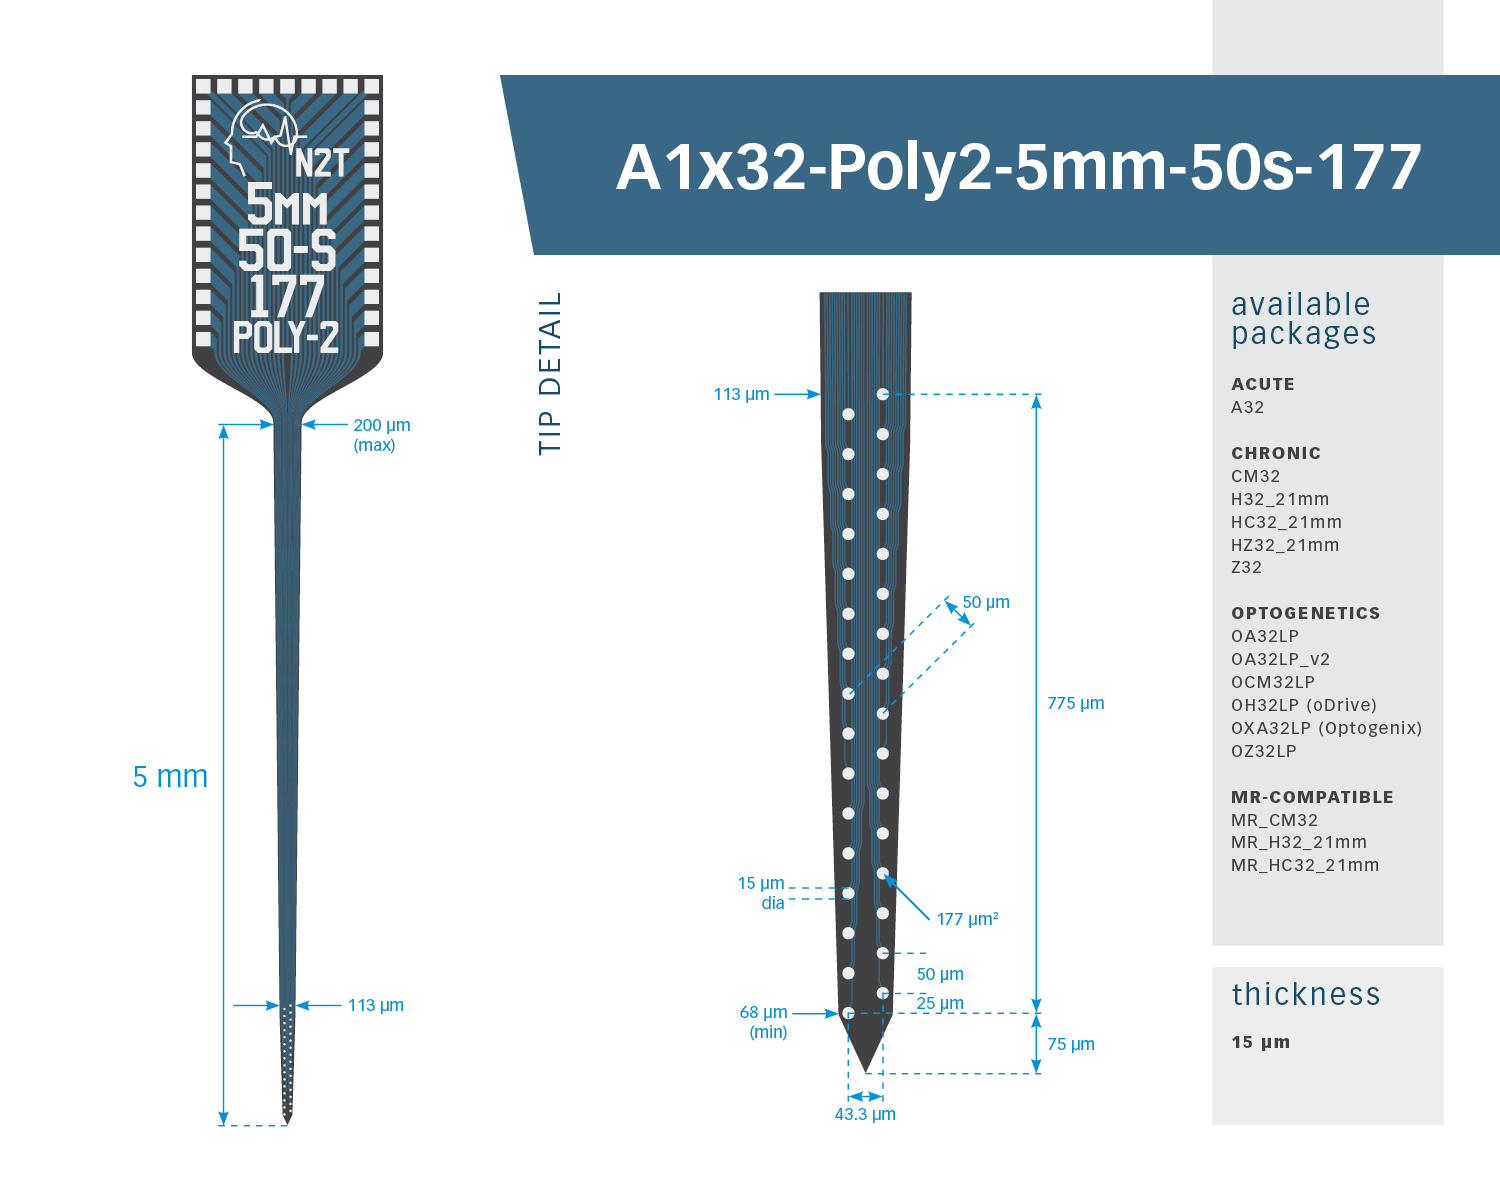 A1x32-Poly2-5mm-50s-177
N2T
5MM
50-S
177
POLY-2
200 µm
(max)
5 mm
113 µm
TIP DETAIL
113 µm
50 µm
775 µm
15 µm
dia
177 µm²
50 µm
25 µm
68 µm
(min)
75 µm
43.3 µm
available
packages
ACUTE
A32
CHRONIC
CM32
H32_21mm
HC32_21mm
HZ32_21mm
Z32
OPTOGENETICS
OA32LP
OA32LP_v2
OCM32LP
OH32LP (oDrive)
OXA32LP (Optogenix)
OZ32LP
MR-COMPATIBLE
MR_CM32
MR_H32_21mm
MR_HC32_21mm
thickness
15 µm